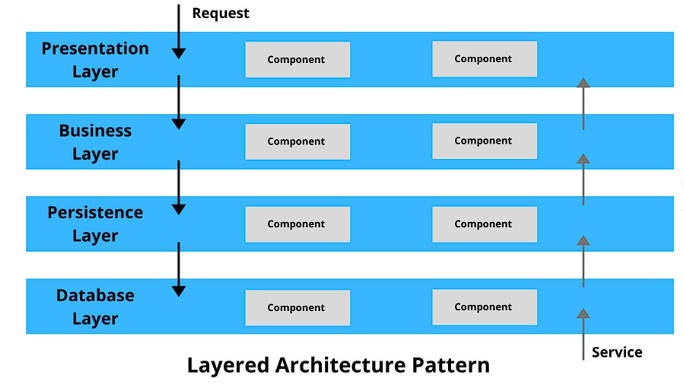 Request
Presentation
Layer
Component
Component
Business
Layer
Component
Component
Persistence
Layer
Component
Component
Database
Layer
Component
Component
Service
Layered Architecture Pattern